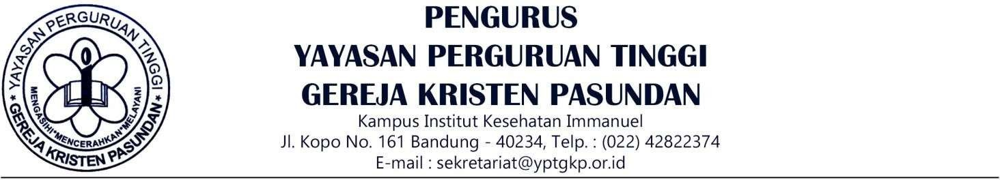 YAYASAN PERGURUAN TINGGI
* GEREJA KRISTEN PASUNDAN *
MENGASIHI*MENCERAHKAN*MELAYANI
PENGURUS
YAYASAN PERGURUAN TINGGI
GEREJA KRISTEN PASUNDAN
Kampus Institut Kesehatan Immanuel
Jl. Kopo No. 161 Bandung - 40234, Telp. : (022) 42822374
E-mail : sekretariat@yptgkp.or.id